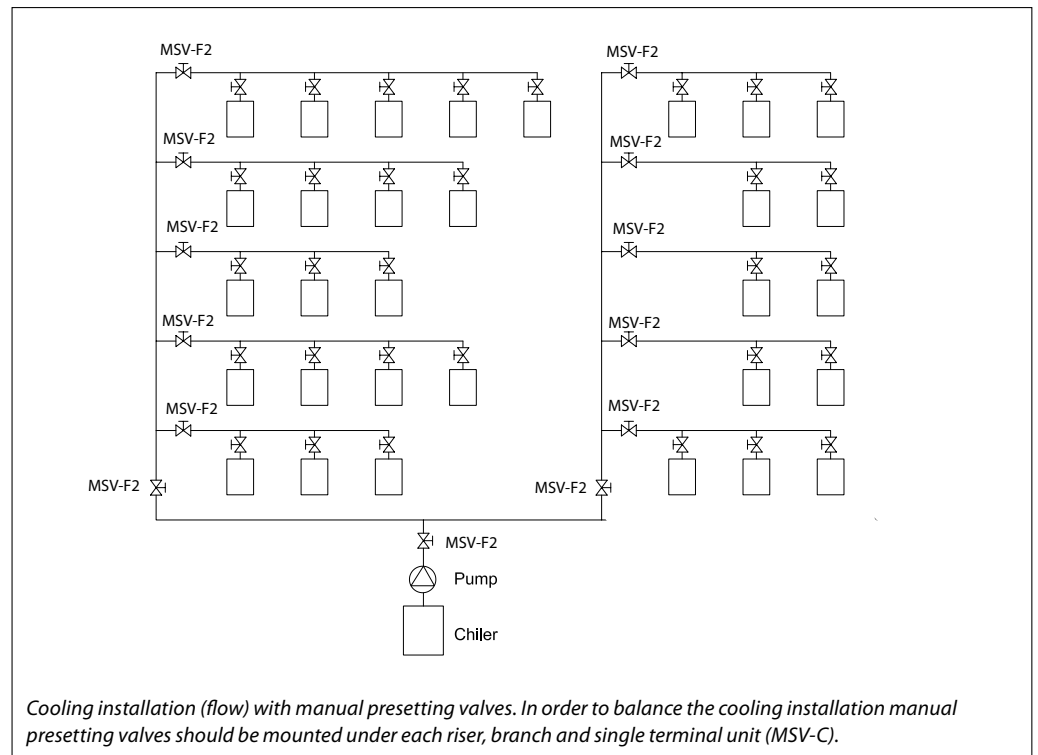 MSV-F2
MSV-F2
MSV-F2
MSV-F2
MSV-F2
MSV-F2
MSV-F2
MSV-F2
MSV-F2
MSV-F2
MSV-F2
MSV-F2
MSV-F2
Pump
Chiler
Cooling installation (flow) with manual presetting valves. In order to balance the cooling installation manual
presetting valves should be mounted under each riser, branch and single terminal unit (MSV-C).